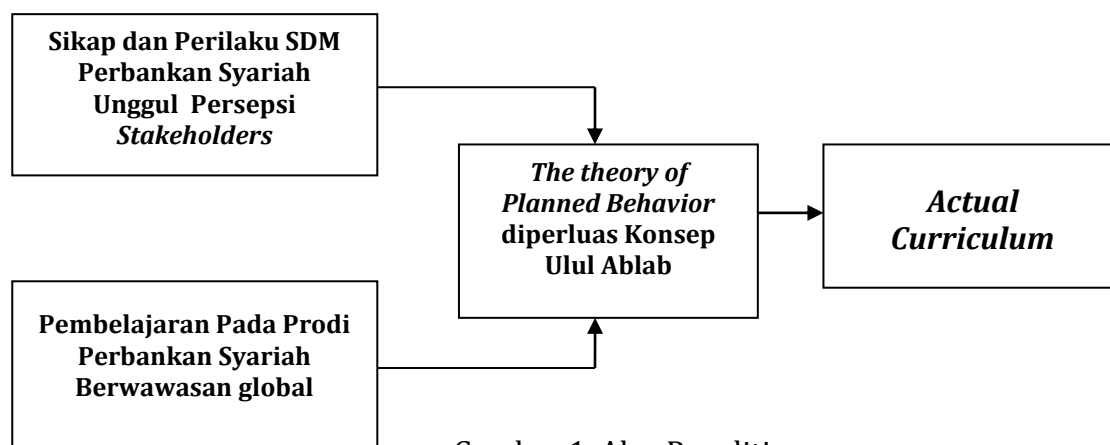 Sikap dan Perilaku SDM
Perbankan Syariah
Unggul Persepsi
Stakeholders
The theory of
Planned Behavior
diperluas Konsep
Ulul Ablab
Actual
Curriculum
Pembelajaran Pada Prodi
Perbankan Syariah
Berwawasan global